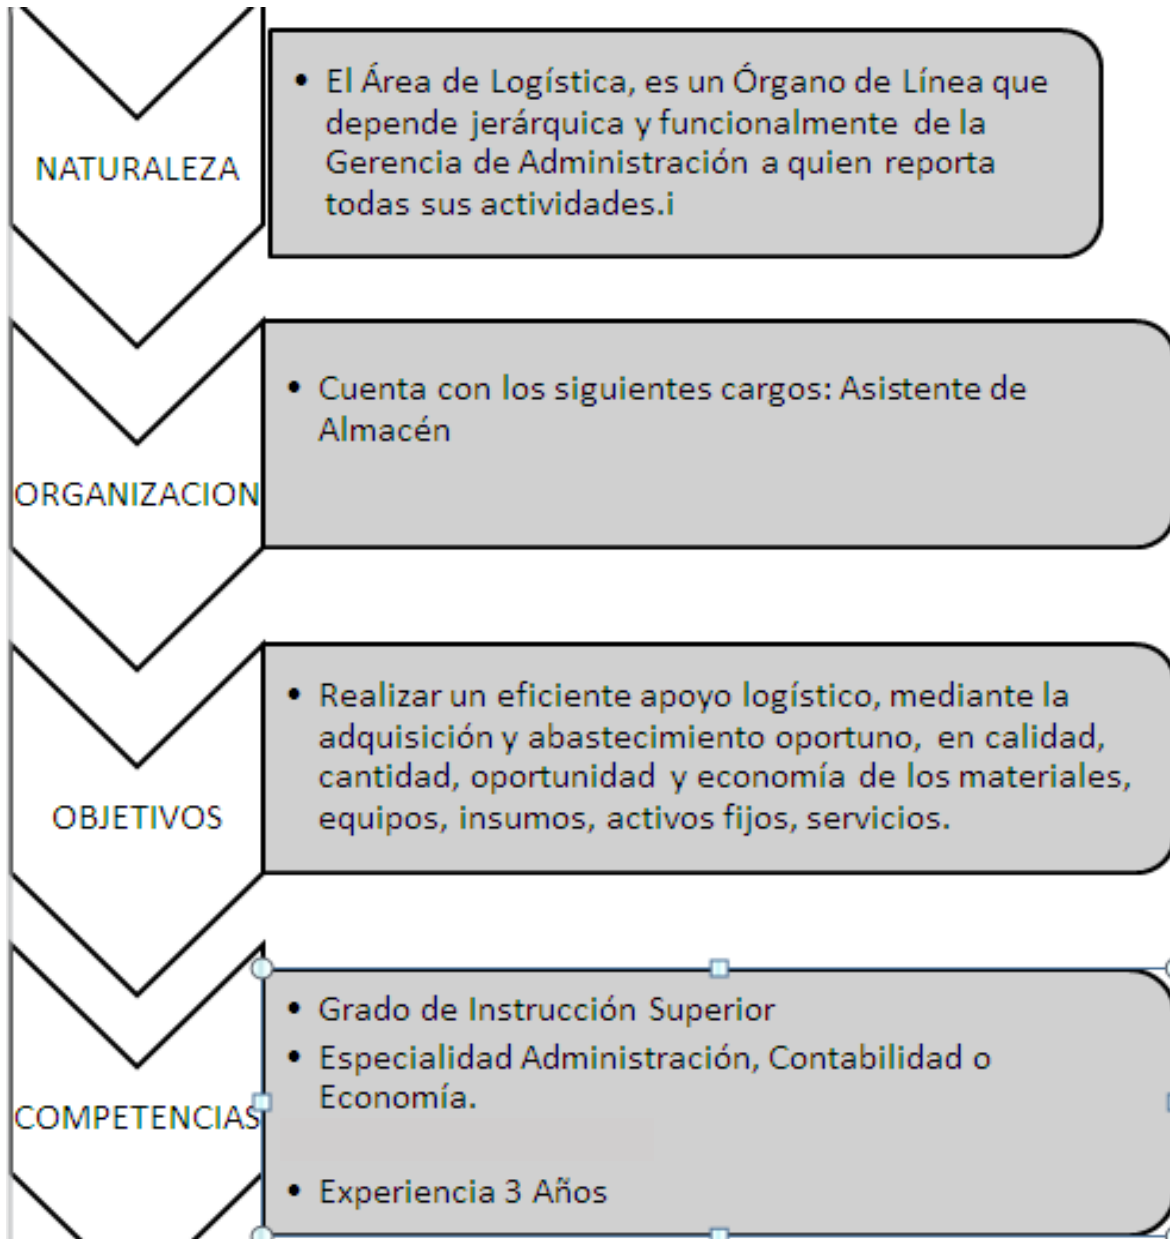 NATURALEZA
• El Área de Logística, es un Órgano de Línea que
depende jerárquica y funcionalmente de la
Gerencia de Administración a quien reporta
todas sus actividades.i
ORGANIZACION
• Cuenta con los siguientes cargos: Asistente de
Almacén
OBJETIVOS
• Realizar un eficiente apoyo logístico, mediante la
adquisición y abastecimiento oportuno, en calidad,
cantidad, oportunidad y economía de los materiales,
equipos, insumos, activos fijos, servicios.
COMPETENCIAS
• Grado de Instrucción Superior
• Especialidad Administración, Contabilidad o
Economía.
• Experiencia 3 Años